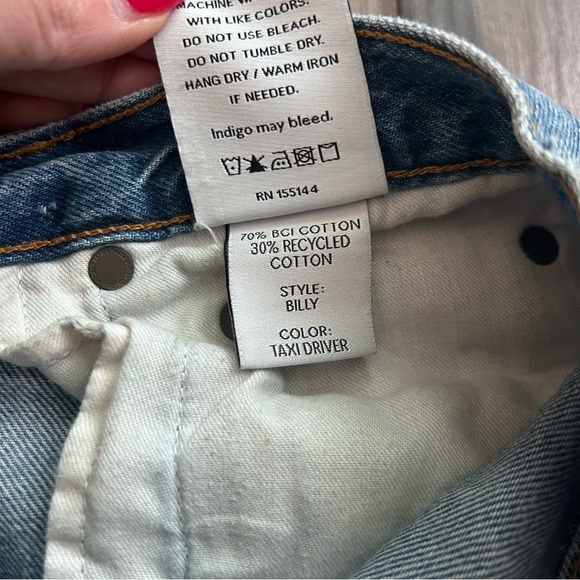 MACHINE
WITH LIKE COLORS.
DO NOT USE BLEACH.
DO NOT TUMBLE DRY.
HANG DRY / WARM IRON
IF NEEDED.
Indigo may bleed.
RN 155144
70% BCI COTTON
30% RECYCLED
COTTON
STYLE:
BILLY
COLOR:
TAXI DRIVER